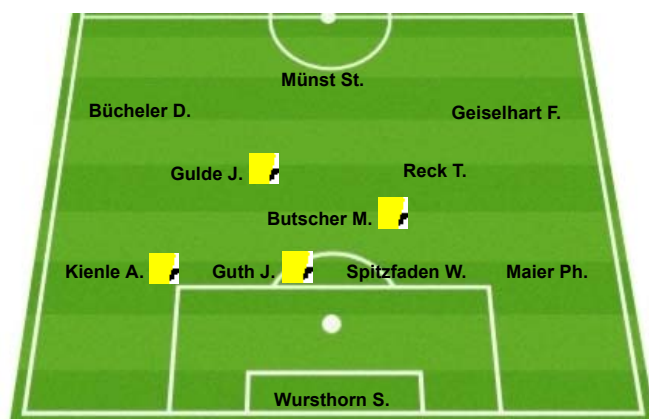 Münst St.
Bücheler D. Geiselhart F.
Gulde J. Reck T.
Butscher M.
Kienle A. Guth J. Spitzfaden W. Maier Ph.
Wursthorn S.